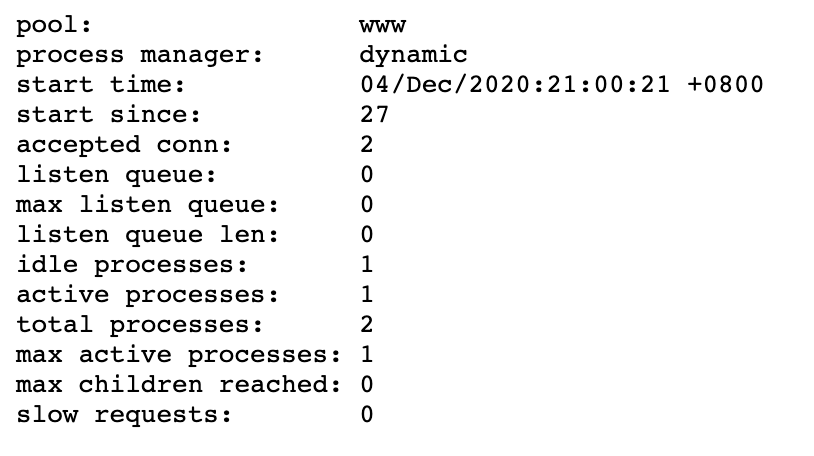 pool: www
process manager: dynamic
start time: 04/Dec/2020:21:00:21 +0800
start since: 27
accepted conn: 2
listen queue: 0
max listen queue: 0
listen queue len: 0
idle processes: 1
active processes: 1
total processes: 2
max active processes: 1
max children reached: 0
slow requests: 0